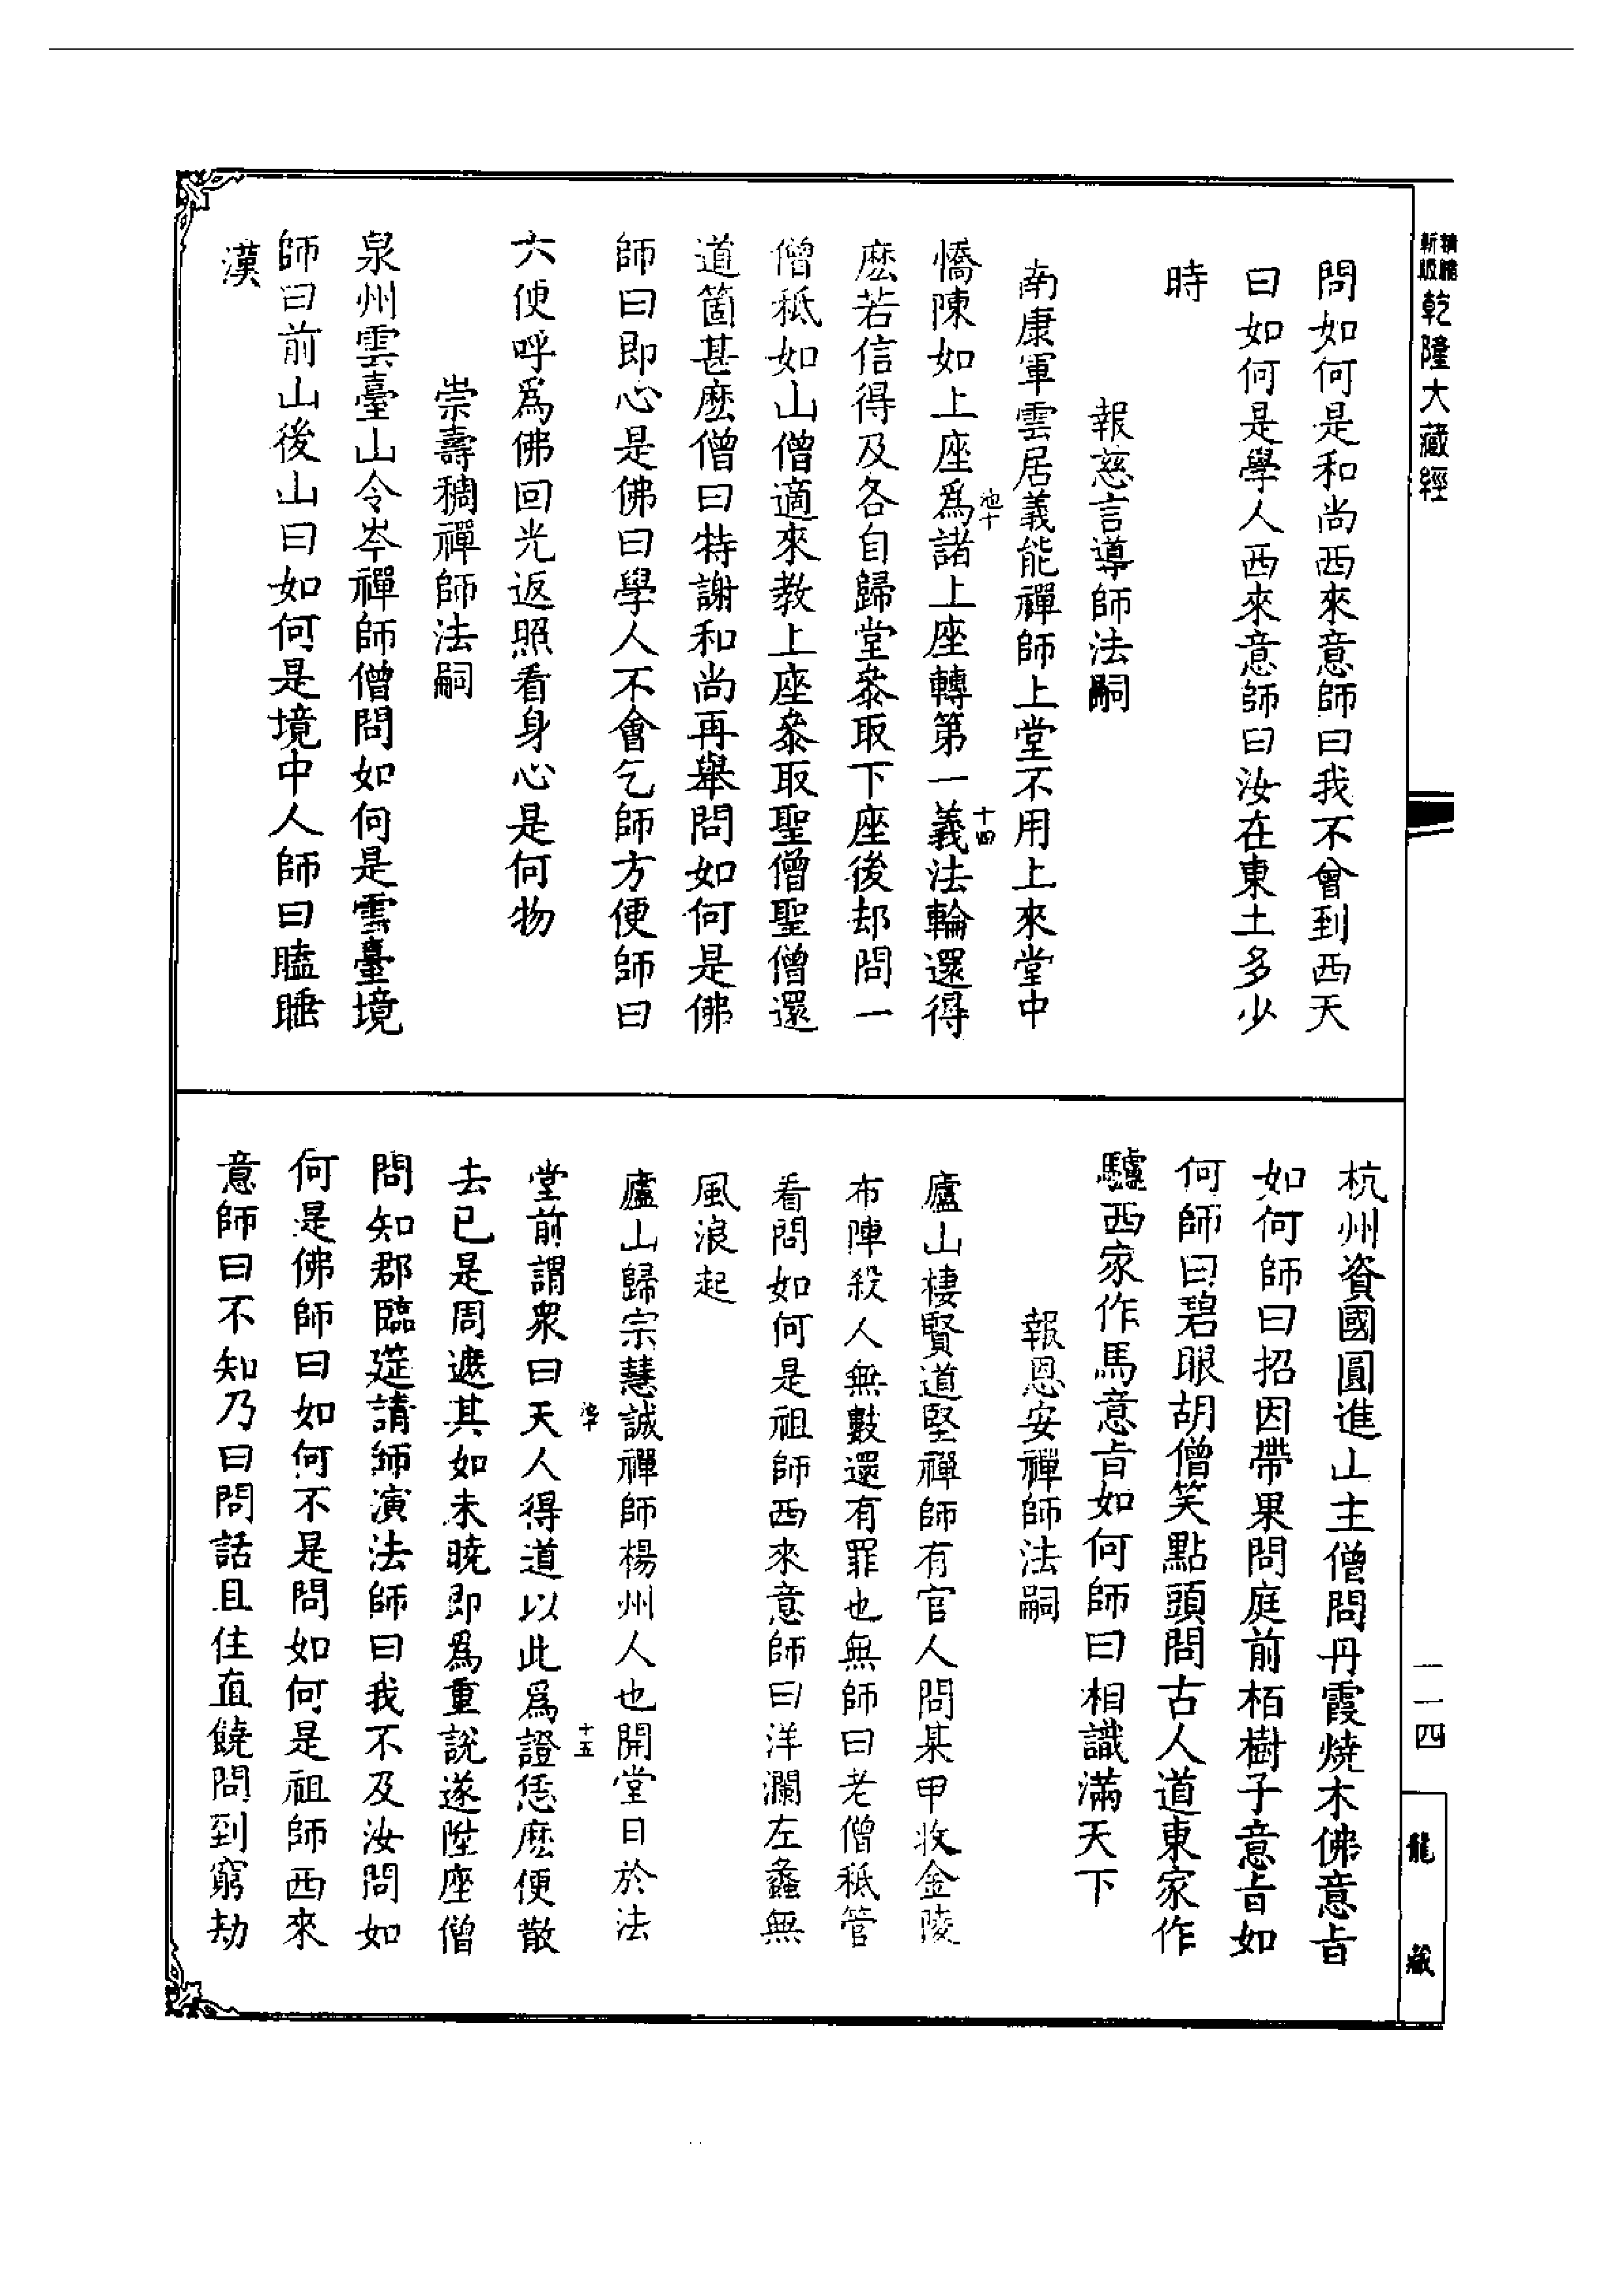 乾隆大藏經
問如何是和尚西來意師曰我不會到西天
曰如何是學人西來意師曰汝在東土多少
時
報慈言導師法嗣
南康軍雲居義能禪師上堂不用上來堂中
憍陳如上座爲諸上座轉第一義法輪還得
麽若信得及各自歸堂叅取下座後却問一
僧秪如山僧適來教上座叅取聖僧聖僧還
道箇甚麽僧曰特謝和尚再舉問如何是佛
師曰即心是佛曰學人不會乞師方便師曰
六使呼爲佛回光返照看身心是何物
崇壽稠禪師法嗣
泉州雲臺山令岑禪師僧問如何是雲臺境
師曰前山後山曰如何是境中人師曰瞌睡
漢
十四
杭州資國圓進山主僧問丹霞燒木佛意旨
如何師曰招因帶果問庭前栢樹子意旨如
何師曰碧眼胡僧笑點頭問古人道東家作
驢西家作馬意旨如何師曰相識滿天下
報恩安禪師法嗣
廬山棲賢道堅禪師有官人問某甲收金陵
布陣殺人無數還有罪也無師曰老僧秪管
看問如何是祖師西來意師曰洋瀾左蠡無
風浪起
廬山歸宗慧誠禪師楊州人也開堂日於法
堂前謂衆曰天人得道以此爲證恁麽便散
去已是周遮其如未曉即爲重說遂陞座僧
問知郡臨筵請師演法師曰我不及汝問如
何是佛師曰如何不是問如何是祖師西來
意師曰不知乃曰問話且住直饒問到窮劫
十五
一一四
龍藏